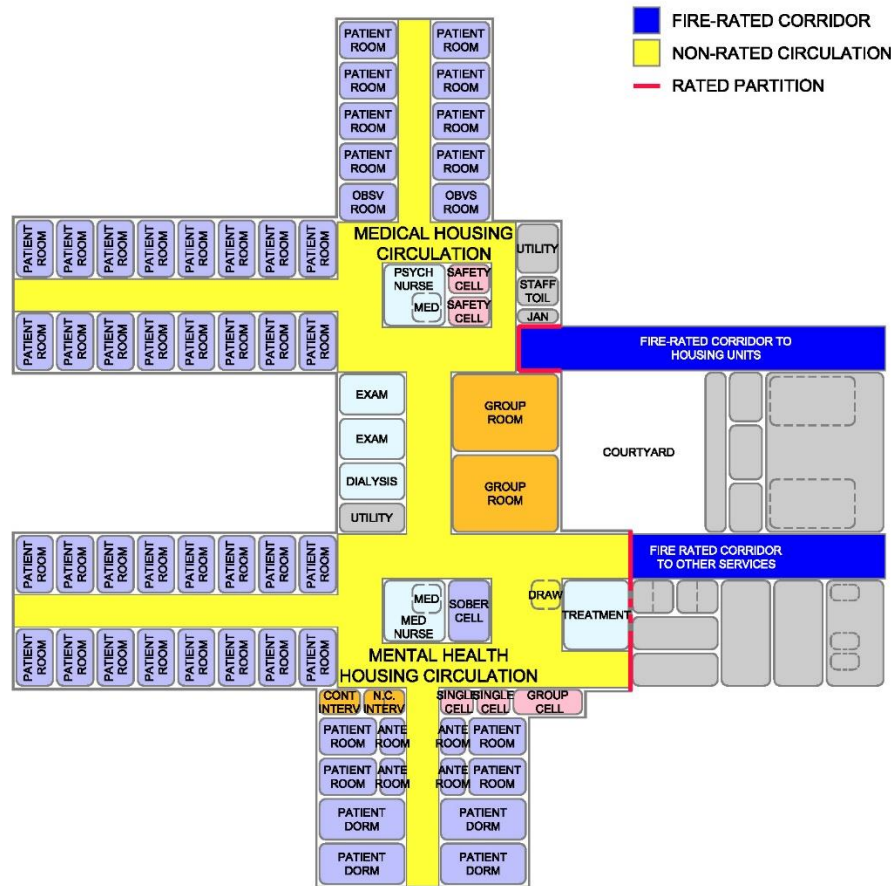 FIRE-RATED CORRIDOR
NON-RATED CIRCULATION
RATED PARTITION
PATIENT ROOM PATIENT ROOM
PATIENT ROOM PATIENT ROOM
PATIENT ROOM PATIENT ROOM
PATIENT ROOM PATIENT ROOM
OBSV ROOM OBVS ROOM
PATIENT ROOM PATIENT ROOM PATIENT ROOM PATIENT ROOM PATIENT ROOM PATIENT ROOM PATIENT ROOM PATIENT ROOM
MEDICAL HOUSING
CIRCULATION
UTILITY
PSYCH NURSE
MED
SAFETY CELL
SAFETY CELL
STAFF TOIL
JAN
PATIENT ROOM PATIENT ROOM PATIENT ROOM PATIENT ROOM PATIENT ROOM PATIENT ROOM PATIENT ROOM PATIENT ROOM
FIRE-RATED CORRIDOR TO
HOUSING UNITS
EXAM
EXAM
DIALYSIS
UTILITY
GROUP ROOM
GROUP ROOM
COURTYARD
PATIENT ROOM PATIENT ROOM PATIENT ROOM PATIENT ROOM PATIENT ROOM PATIENT ROOM PATIENT ROOM PATIENT ROOM
FIRE RATED CORRIDOR
TO OTHER SERVICES
MED
MED NURSE
SOBER CELL
DRAW
TREATMENT
PATIENT ROOM PATIENT ROOM PATIENT ROOM PATIENT ROOM PATIENT ROOM PATIENT ROOM PATIENT ROOM PATIENT ROOM
MENTAL HEALTH
HOUSING CIRCULATION
CONT INTERV N.C. INTERV SINGLE CELL SINGLE CELL GROUP CELL
PATIENT ROOM ANTE ROOM ANTE ROOM PATIENT ROOM
PATIENT ROOM ANTE ROOM ANTE ROOM PATIENT ROOM
PATIENT DORM PATIENT DORM
PATIENT DORM PATIENT DORM